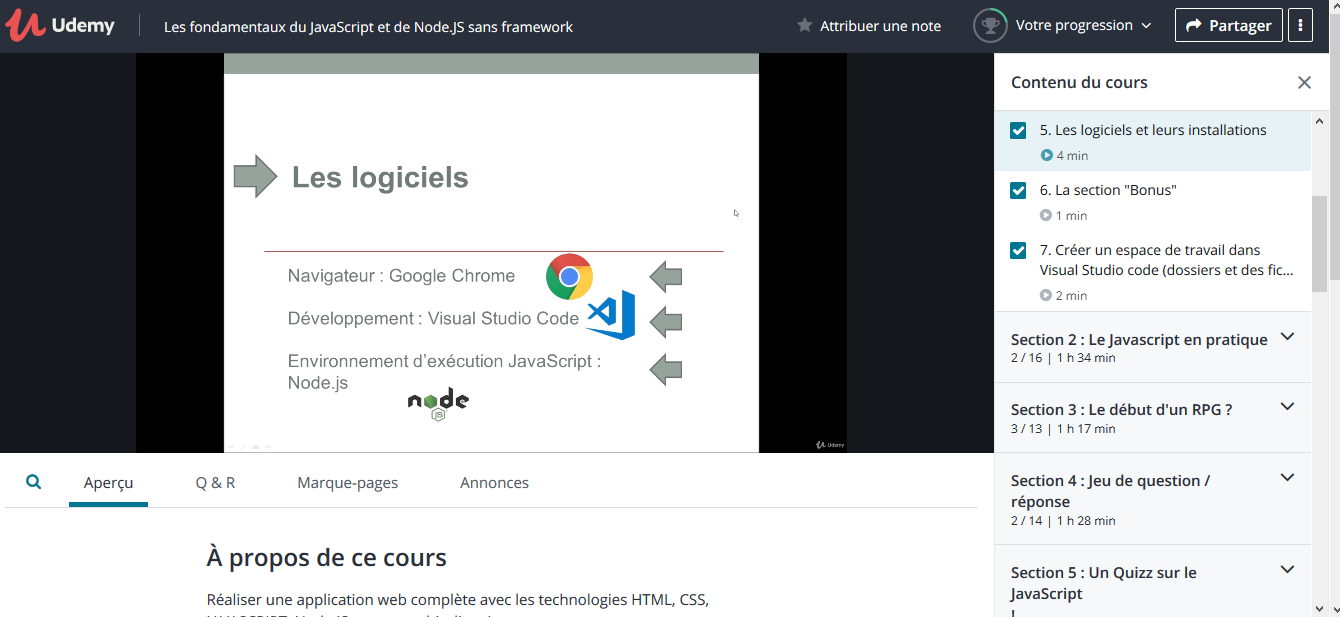 Udemy
Les fondamentaux du JavaScript et de Node.JS sans framework
Attribuer une note
Votre progression
Partager
Les logiciels
Navigateur : Google Chrome
Développement : Visual Studio Code
Environnement d'exécution JavaScript :
Node.js
node
JS
Udemy
Contenu du cours
5. Les logiciels et leurs installations
4 min
6. La section "Bonus"
1 min
7. Créer un espace de travail dans
Visual Studio code (dossiers et des fic...
2 min
Section 2 : Le Javascript en pratique
2 / 16 | 1 h 34 min
Section 3 : Le début d'un RPG ?
3 / 13 | 1 h 17 min
Section 4 : Jeu de question /
réponse
2 / 14 | 1 h 28 min
Section 5 : Un Quizz sur le
JavaScript
Aperçu
Q & R
Marque-pages
Annonces
À propos de ce cours
Réaliser une application web complète avec les technologies HTML, CSS,